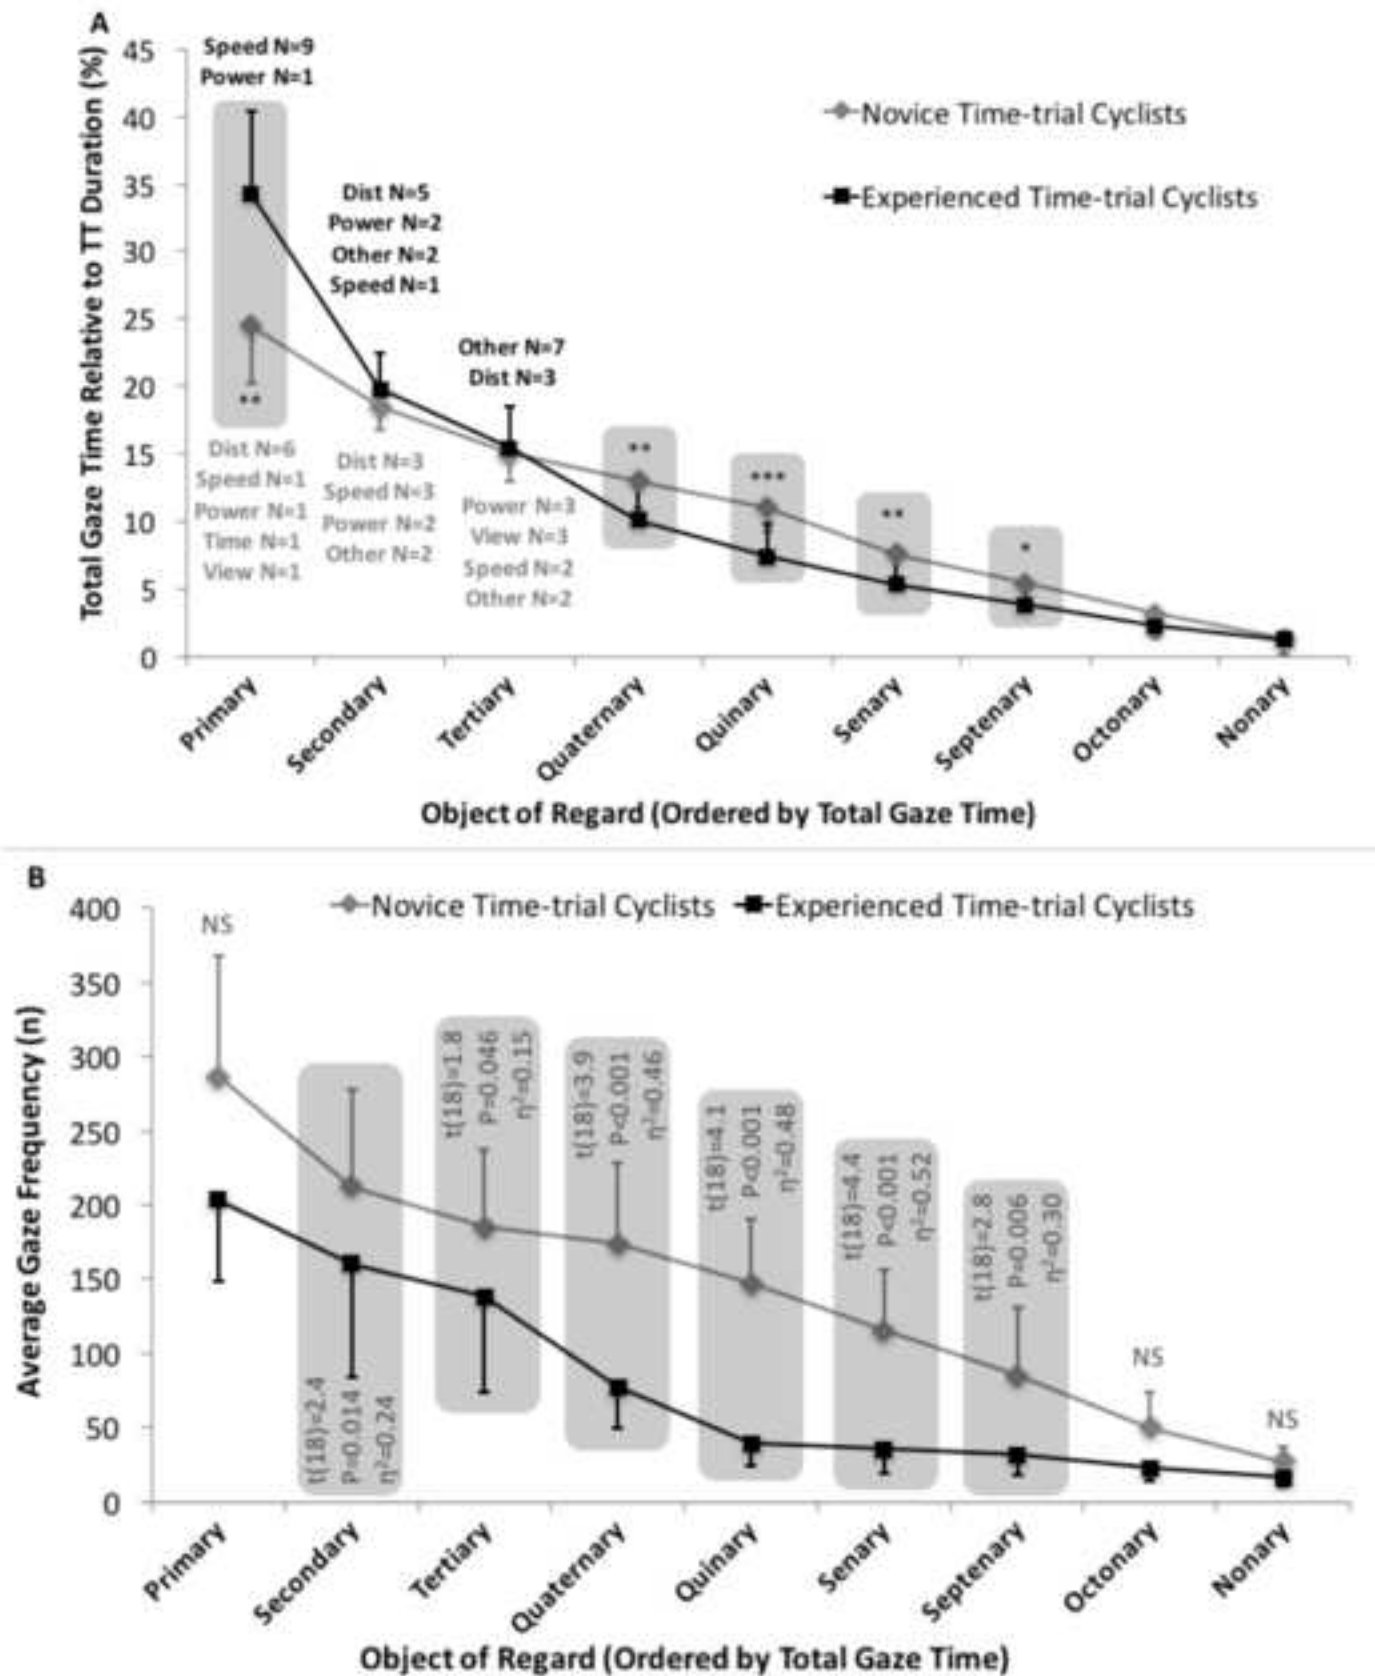 A
Total Gaze Time Relative to TT Duration (%)
45
40
35
30
25
20
15
10
5
0
Speed N=9
Power N=1
Dist N=5
Power N=2
Other N=2
Speed N=1
Other N=7
Dist N=3
Novice Time-trial Cyclists
Experienced Time-trial Cyclists
**
Dist N=6
Speed N=1
Power N=1
Time N=1
View N=1
Dist N=3
Speed N=3
Power N=2
Other N=2
Power N=3
View N=3
Speed N=2
Other N=2
**
***
**
*
Primary
Secondary
Tertiary
Quaternary
Quinary
Senary
Septenary
Octonary
Nonary
Object of Regard (Ordered by Total Gaze Time)
B
Novice Time-trial Cyclists
Experienced Time-trial Cyclists
Average Gaze Frequency (n)
400
350
300
250
200
150
100
50
0
NS
t(18)=2.4
P=0.014
η²=0.24
t(18)=1.8
P=0.046
η²=0.15
t(18)=3.9
P<0.001
η²=0.46
t(18)=4.1
P<0.001
η²=0.48
t(18)=4.4
P<0.001
η²=0.52
t(18)=2.8
P=0.006
η²=0.30
NS
NS
Primary
Secondary
Tertiary
Quaternary
Quinary
Senary
Septenary
Octonary
Nonary
Object of Regard (Ordered by Total Gaze Time)